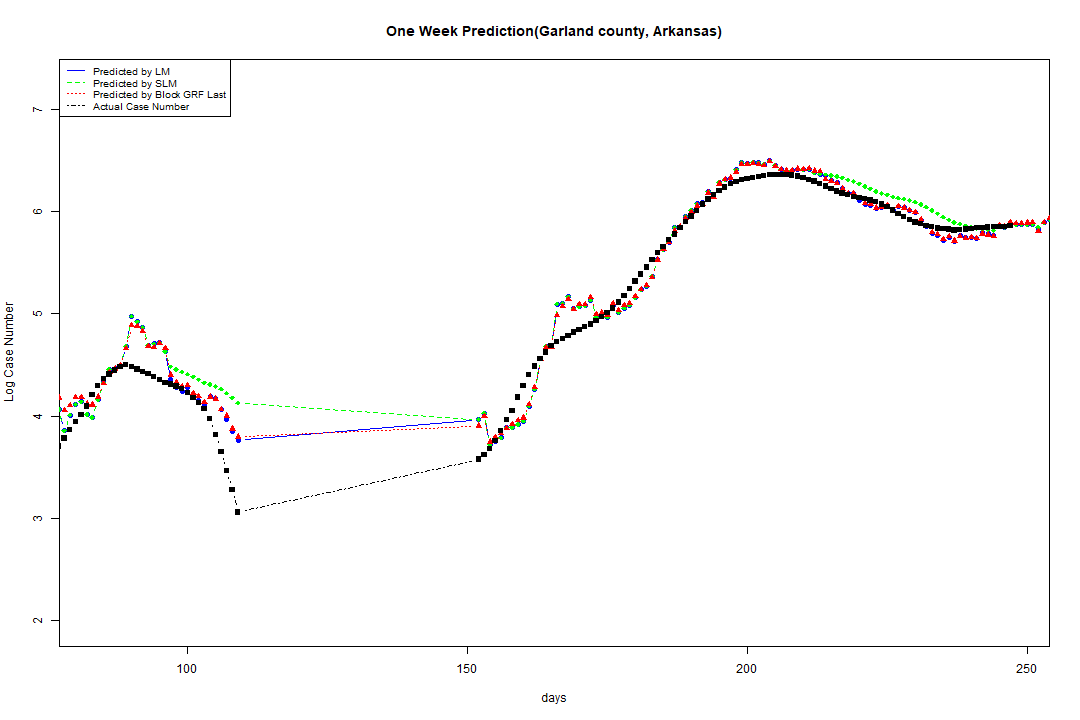 One Week Prediction(Garland county, Arkansas)
Predicted by LM
Predicted by SLM
Predicted by Block GRF Last
Actual Case Number
7
6
5
4
3
2
Log Case Number
100
150
200
250
days